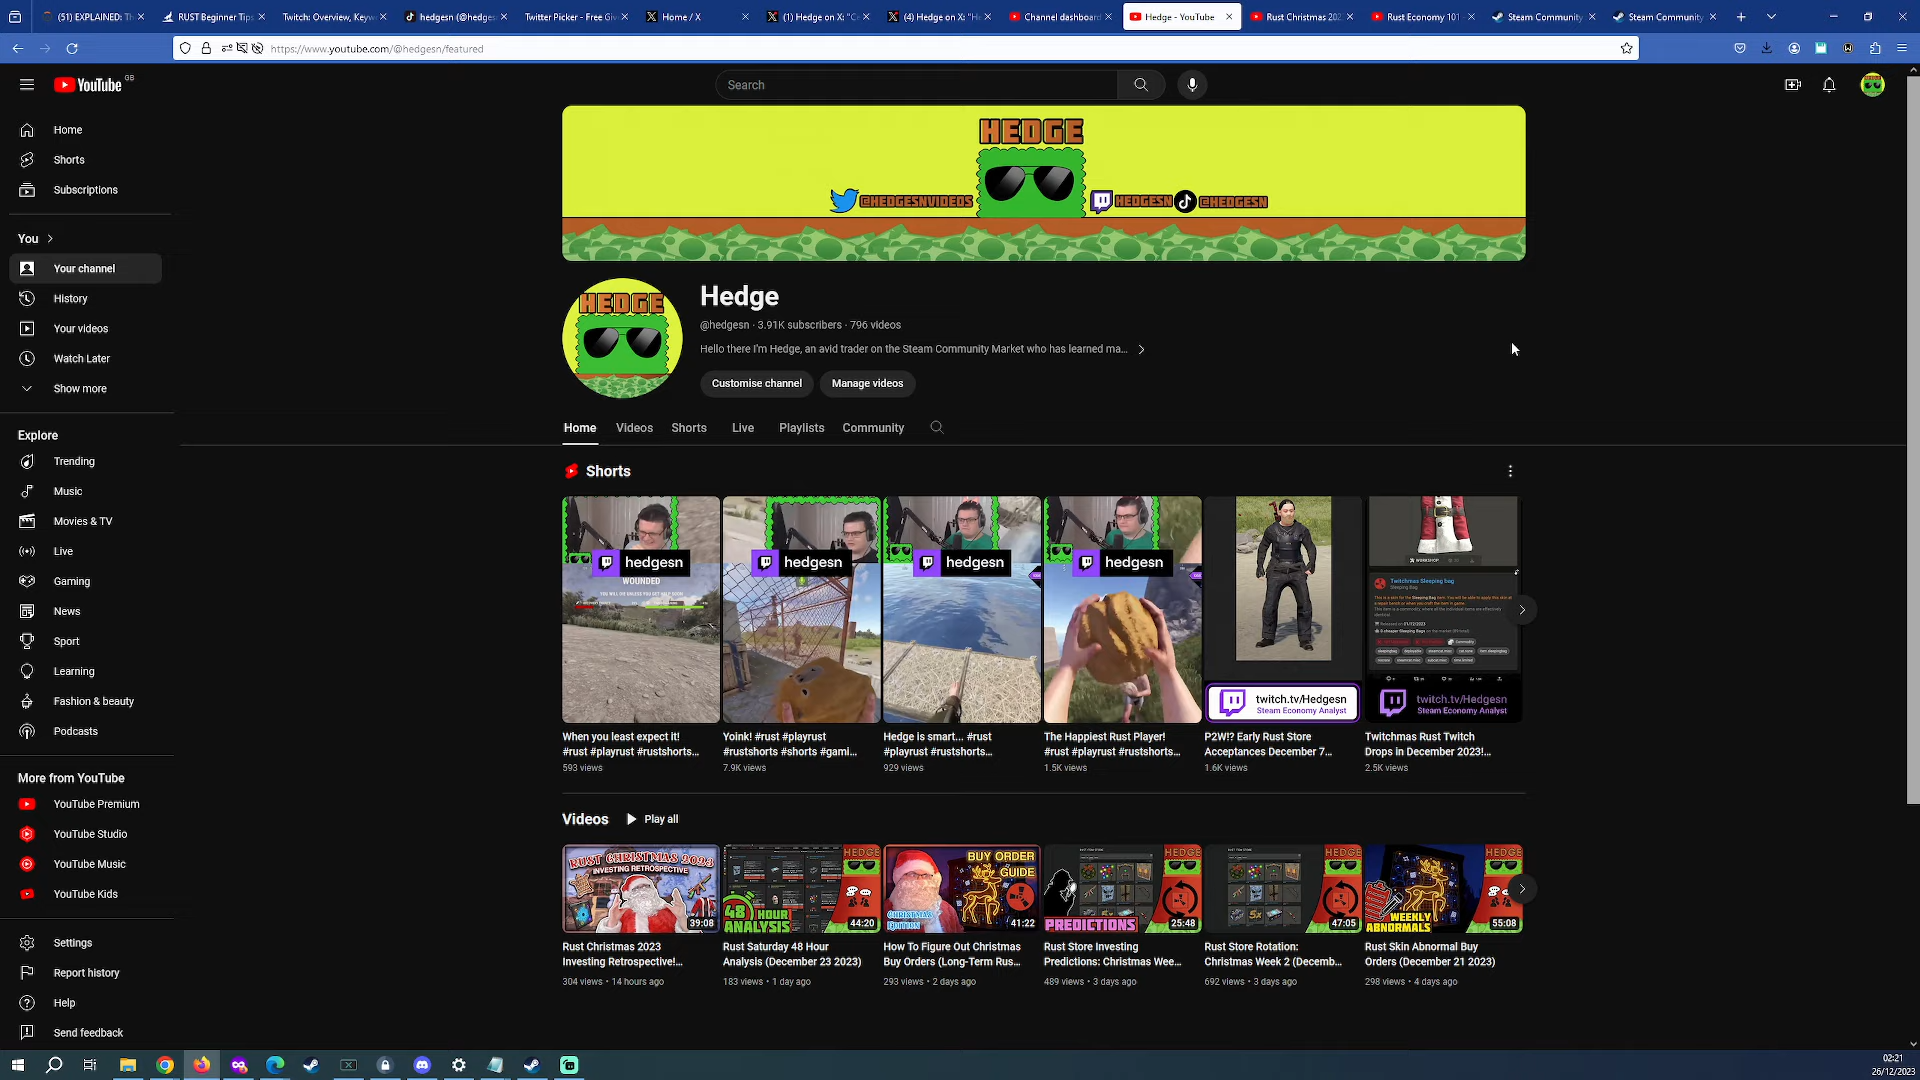 (51) EXPLAINED: Th
RUST Beginner Tips
Twitch: Overview, Keyw
hedgesn (@hedges
Twitter Picker - Free Giv
Home / X
(1) Hedge on X: "C
(4) Hedge on X: "H
Channel dashboard
Hedge - YouTube
Rust Christmas 202
Rust Economy 101
Steam Community
Steam Community
https://www.youtube.com/@hedgesn/featured
YouTube GB
Search
Home
Shorts
Subscriptions
You
Your channel
History
Your videos
Watch Later
Show more
Explore
Trending
Music
Movies & TV
Live
Gaming
News
Sport
Learning
Fashion & beauty
Podcasts
More from YouTube
YouTube Premium
YouTube Studio
YouTube Music
YouTube Kids
Settings
Report history
Help
Send feedback
HEDGE
@HEDGESNVIDEOS
HEDGESN
@HEDGESN
HEDGE
Hedge
@hedgesn · 3.91K subscribers · 796 videos
Hello there I'm Hedge, an avid trader on the Steam Community Market who has learned ma...
Customise channel
Manage videos
Home
Videos
Shorts
Live
Playlists
Community
Shorts
hedgesn
WOUNDED
hedgesn
hedgesn
hedgesn
twitch.tv/Hedgesn
Steam Economy Analyst
WORKSHOP
Twitchmas Sleeping bag
Sleeping Bag
twitch.tv/Hedgesn
Steam Economy Analyst
When you least expect it!
#rust #playrust #rustshorts...
593 views
Yoink! #rust #playrust
#rustshorts #shorts #gami...
7.9K views
Hedge is smart... #rust
#playrust #rustshorts...
929 views
The Happiest Rust Player!
#rust #playrust #rustshorts...
1.5K views
P2W!? Early Rust Store
Acceptances December 7...
1.6K views
Twitchmas Rust Twitch
Drops in December 2023!...
2.5K views
Videos
Play all
RUST CHRISTMAS 2023
INVESTING RETROSPECTIVE!
39:08
HEDGE
48 HOUR
ANALYSIS
44:20
BUY ORDER
GUIDE
CHRISTMAS
EDITION
41:22
HEDGE
PREDICTIONS
25:48
HEDGE
47:05
HEDGE
WEEKLY
ABNORMALS
55:08
Rust Christmas 2023
Investing Retrospective!...
304 views • 14 hours ago
Rust Saturday 48 Hour
Analysis (December 23 2023)
183 views • 1 day ago
How To Figure Out Christmas
Buy Orders (Long-Term Rus...
293 views • 2 days ago
Rust Store Investing
Predictions: Christmas Wee...
489 views • 3 days ago
Rust Store Rotation:
Christmas Week 2 (Decemb...
692 views • 3 days ago
Rust Skin Abnormal Buy
Orders (December 21 2023)
298 views • 4 days ago
02:21
26/12/2023